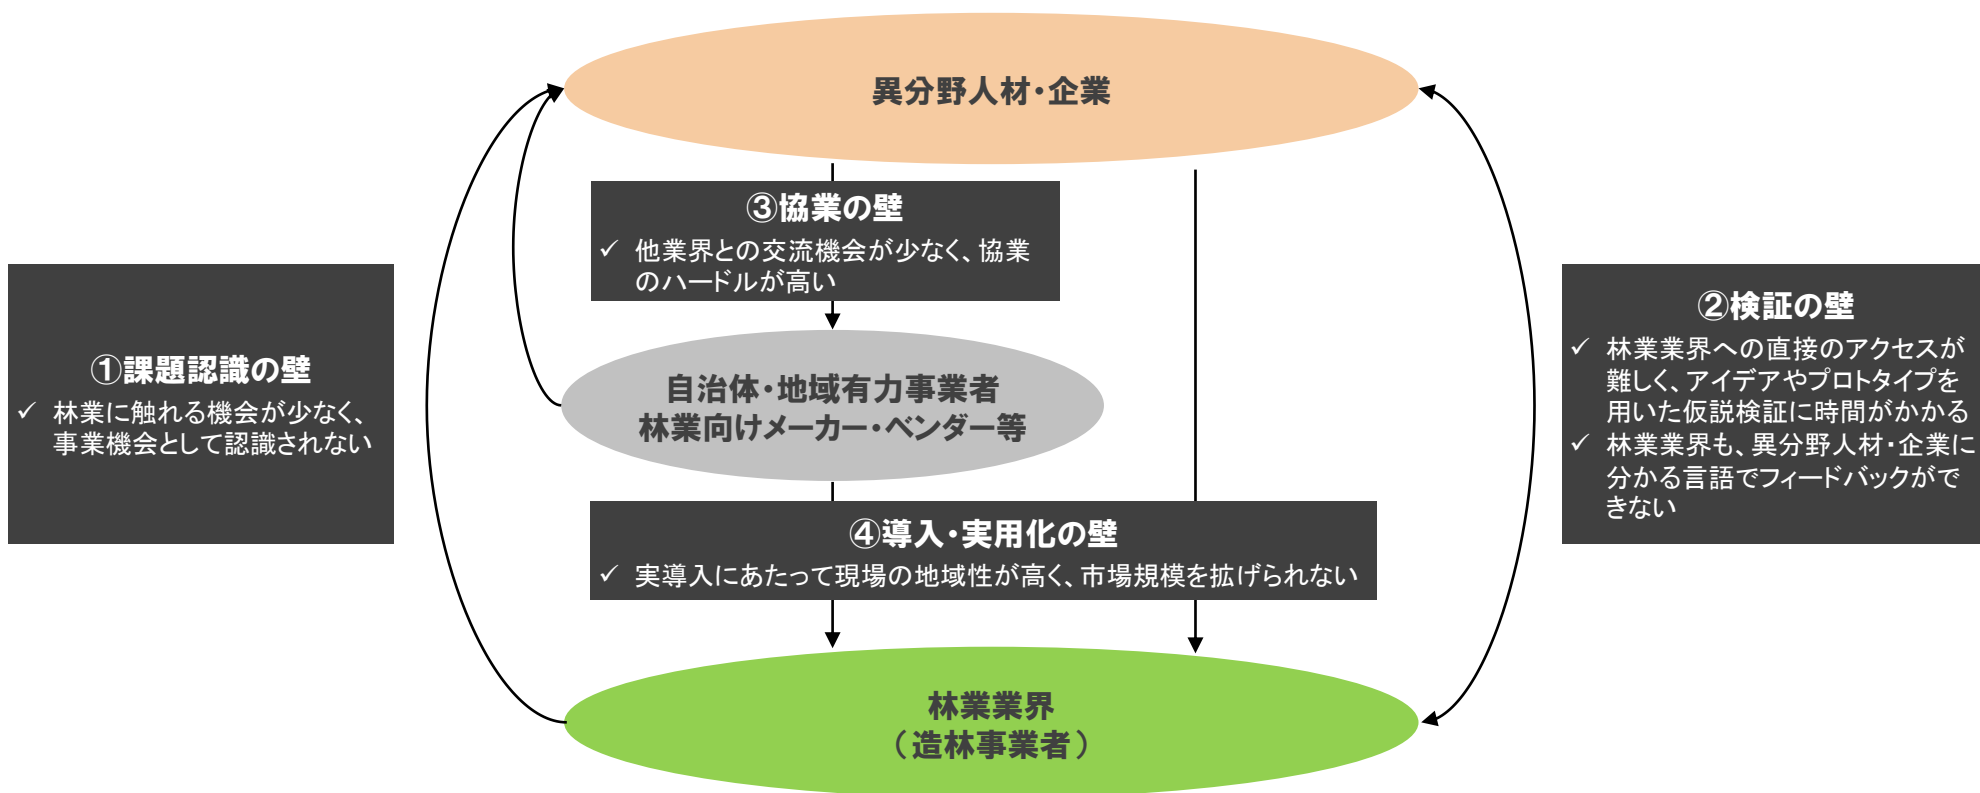 異分野人材・企業
③協業の壁
✓ 他業界との交流機会が少なく、協業
のハードルが高い
①課題認識の壁
✓ 林業に触れる機会が少なく、
事業機会として認識されない
②検証の壁
✓ 林業業界への直接のアクセスが
難しく、アイデアやプロトタイプを
用いた仮説検証に時間がかかる
✓ 林業業界も、異分野人材・企業に
分かる言語でフィードバックがで
きない
自治体・地域有力事業者
林業向けメーカー・ベンダー等
④導入・実用化の壁
✓ 実導入にあたって現場の地域性が高く、市場規模を拡げられない
林業業界
（造林事業者）